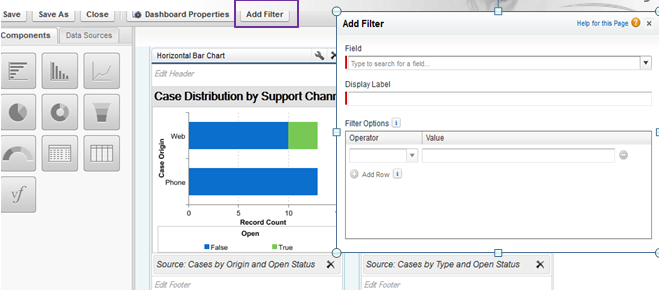 Save
Save As
Close
Dashboard Properties
Add Filter
Components
Data Sources
vf
Horizontal Bar Chart
Edit Header
Case Distribution by Support Chann
Case Origin
Web
Phone
0 5 10
Record Count
Open
False True
Source: Cases by Origin and Open Status
Edit Footer
Source: Cases by Type and Open Status
Edit Footer
Add Filter
Help for this Page ?
Field
Type to search for a field...
Display Label
Filter Options i
Operator Value
Add Row i